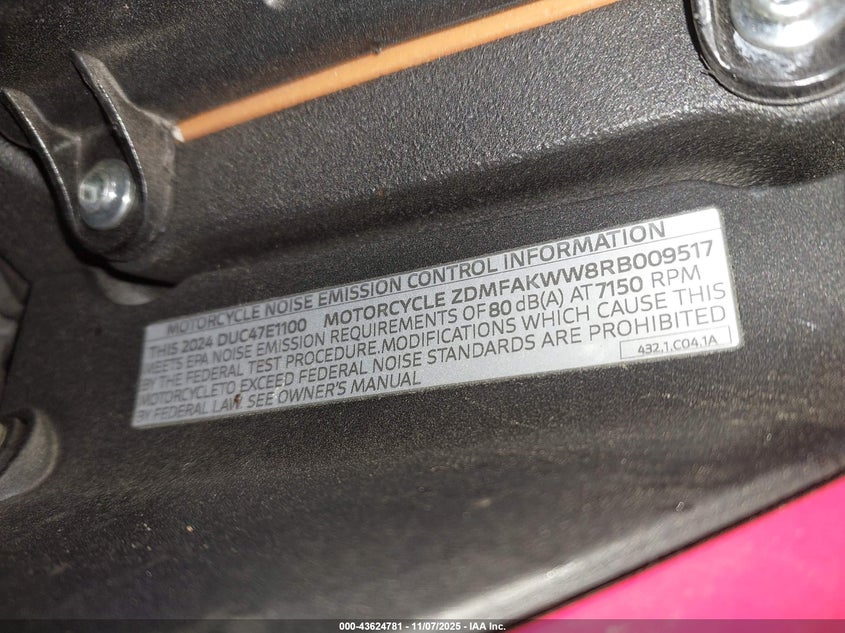 MOTORCYCLE NOISE EMISSION CONTROL INFORMATION
THIS 2024 DUC47E1100 MOTORCYCLE ZDMFAKWW8RB009517
MEETS EPA NOISE EMISSION REQUIREMENTS OF 80 dB(A) AT 7150 RPM
BY THE FEDERAL TEST PROCEDURE.MODIFICATIONS WHICH CAUSE THIS
MOTORCYCLETO EXCEED FEDERAL NOISE STANDARDS ARE PROHIBITED
BY FEDERAL LAW. SEE OWNER'S MANUAL
432.1.C04.1A
000-43624781 - 11/07/2025 - IAA Inc.